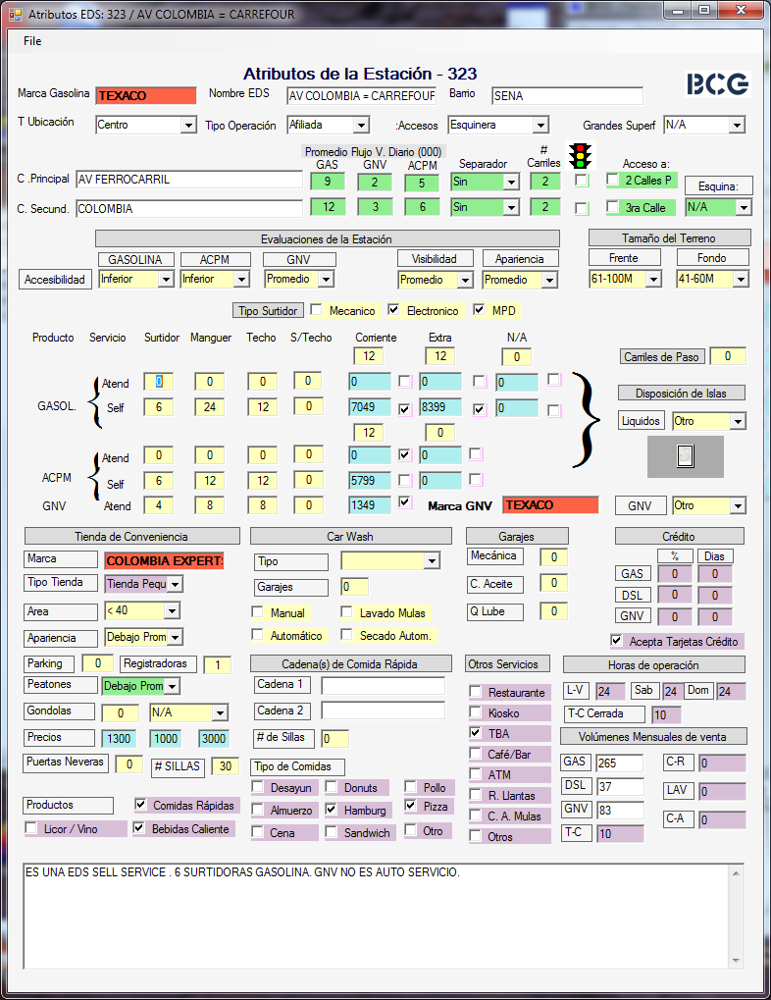 Atributos EDS: 323 / AV COLOMBIA = CARREFOUR
File
Atributos de la Estación - 323
BCG
Marca Gasolina TEXACO Nombre EDS AV COLOMBIA = CARREFOUR Barrio SENA
T Ubicación Centro Tipo Operación Afiliada :Accesos Esquinera Grandes Superf N/A
Promedio Flujo V. Diario (000)
GAS GNV ACPM Separador # Carriles Acceso a:
C .Principal AV FERROCARRIL 9 2 5 Sin 2 2 Calles P Esquina:
C. Secund. COLOMBIA 12 3 6 Sin 2 3ra Calle N/A
Evaluaciones de la Estación Tamaño del Terreno
GASOLINA ACPM GNV Visibilidad Apariencia Frente Fondo
Accesibilidad Inferior Inferior Promedio Promedio Promedio 61-100M 41-60M
Tipo Surtidor Mecanico Electronico MPD
Producto Servicio Surtidor Manguer Techo S/Techo Corriente Extra N/A
12 12 0 Carriles de Paso 0
Atend 0 0 0 0 0 0 0
Disposición de Islas
GASOL. Self 6 24 12 0 7049 8399 0
Liquidos Otro
12 0
Atend 0 0 0 0 0 0
ACPM Self 6 12 12 0 5799 0
GNV Atend 4 8 8 0 1349 Marca GNV TEXACO GNV Otro
Tienda de Conveniencia Car Wash Garajes Crédito
Marca COLOMBIA EXPERT: Tipo Mecánica 0 % Dias
Tipo Tienda Tienda Pequ Garajes 0 C. Aceite 0 GAS 0 0
Area < 40 Manual Lavado Mulas Q Lube 0 DSL 0 0
Apariencia Debajo Prom Automático Secado Autom. GNV 0 0
Acepta Tarjetas Crédito
Parking 0 Registradoras 1 Cadena(s) de Comida Rápida Otros Servicios Horas de operación
Peatones Debajo Prom Cadena 1 Restaurante L-V 24 Sab 24 Dom 24
Gondolas 0 N/A Cadena 2 Kiosko T-C Cerrada 10
Precios 1300 1000 3000 # de Sillas 0 TBA Volúmenes Mensuales de venta
Puertas Neveras 0 # SILLAS 30 Tipo de Comidas Café/Bar GAS 265 C-R 0
Desayun Donuts Pollo ATM DSL 37 LAV 0
Productos Comidas Rápidas Almuerzo Hamburg Pizza R. Llantas GNV 83 C-A 0
Licor / Vino Bebidas Caliente Cena Sandwich Otro C. A. Mulas T-C 10
Otros
ES UNA EDS SELL SERVICE . 6 SURTIDORAS GASOLINA. GNV NO ES AUTO SERVICIO.